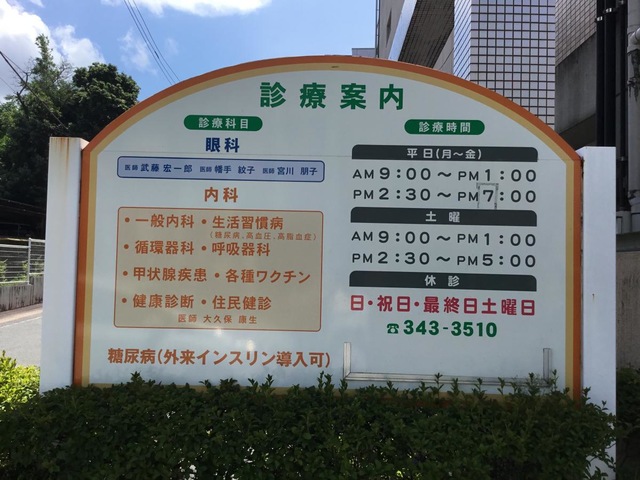 診療案内
診療科目
眼科
医師 武藤 宏一郎 医師 幡手 紋子 医師 宮川 朋子
内科
・一般内科・生活習慣病
(糖尿病、高血圧、高脂血症)
・循環器科・呼吸器科
・甲状腺疾患・各種ワクチン
・健康診断・住民健診
医師 大久保 康生
糖尿病(外来インスリン導入可)
診療時間
平日(月〜金)
AM 9:00〜PM 1:00
PM 2:30〜PM 7:00
土曜
AM 9:00〜PM 1:00
PM 2:30〜PM 5:00
休診
日・祝日・最終日土曜日
☎343-3510